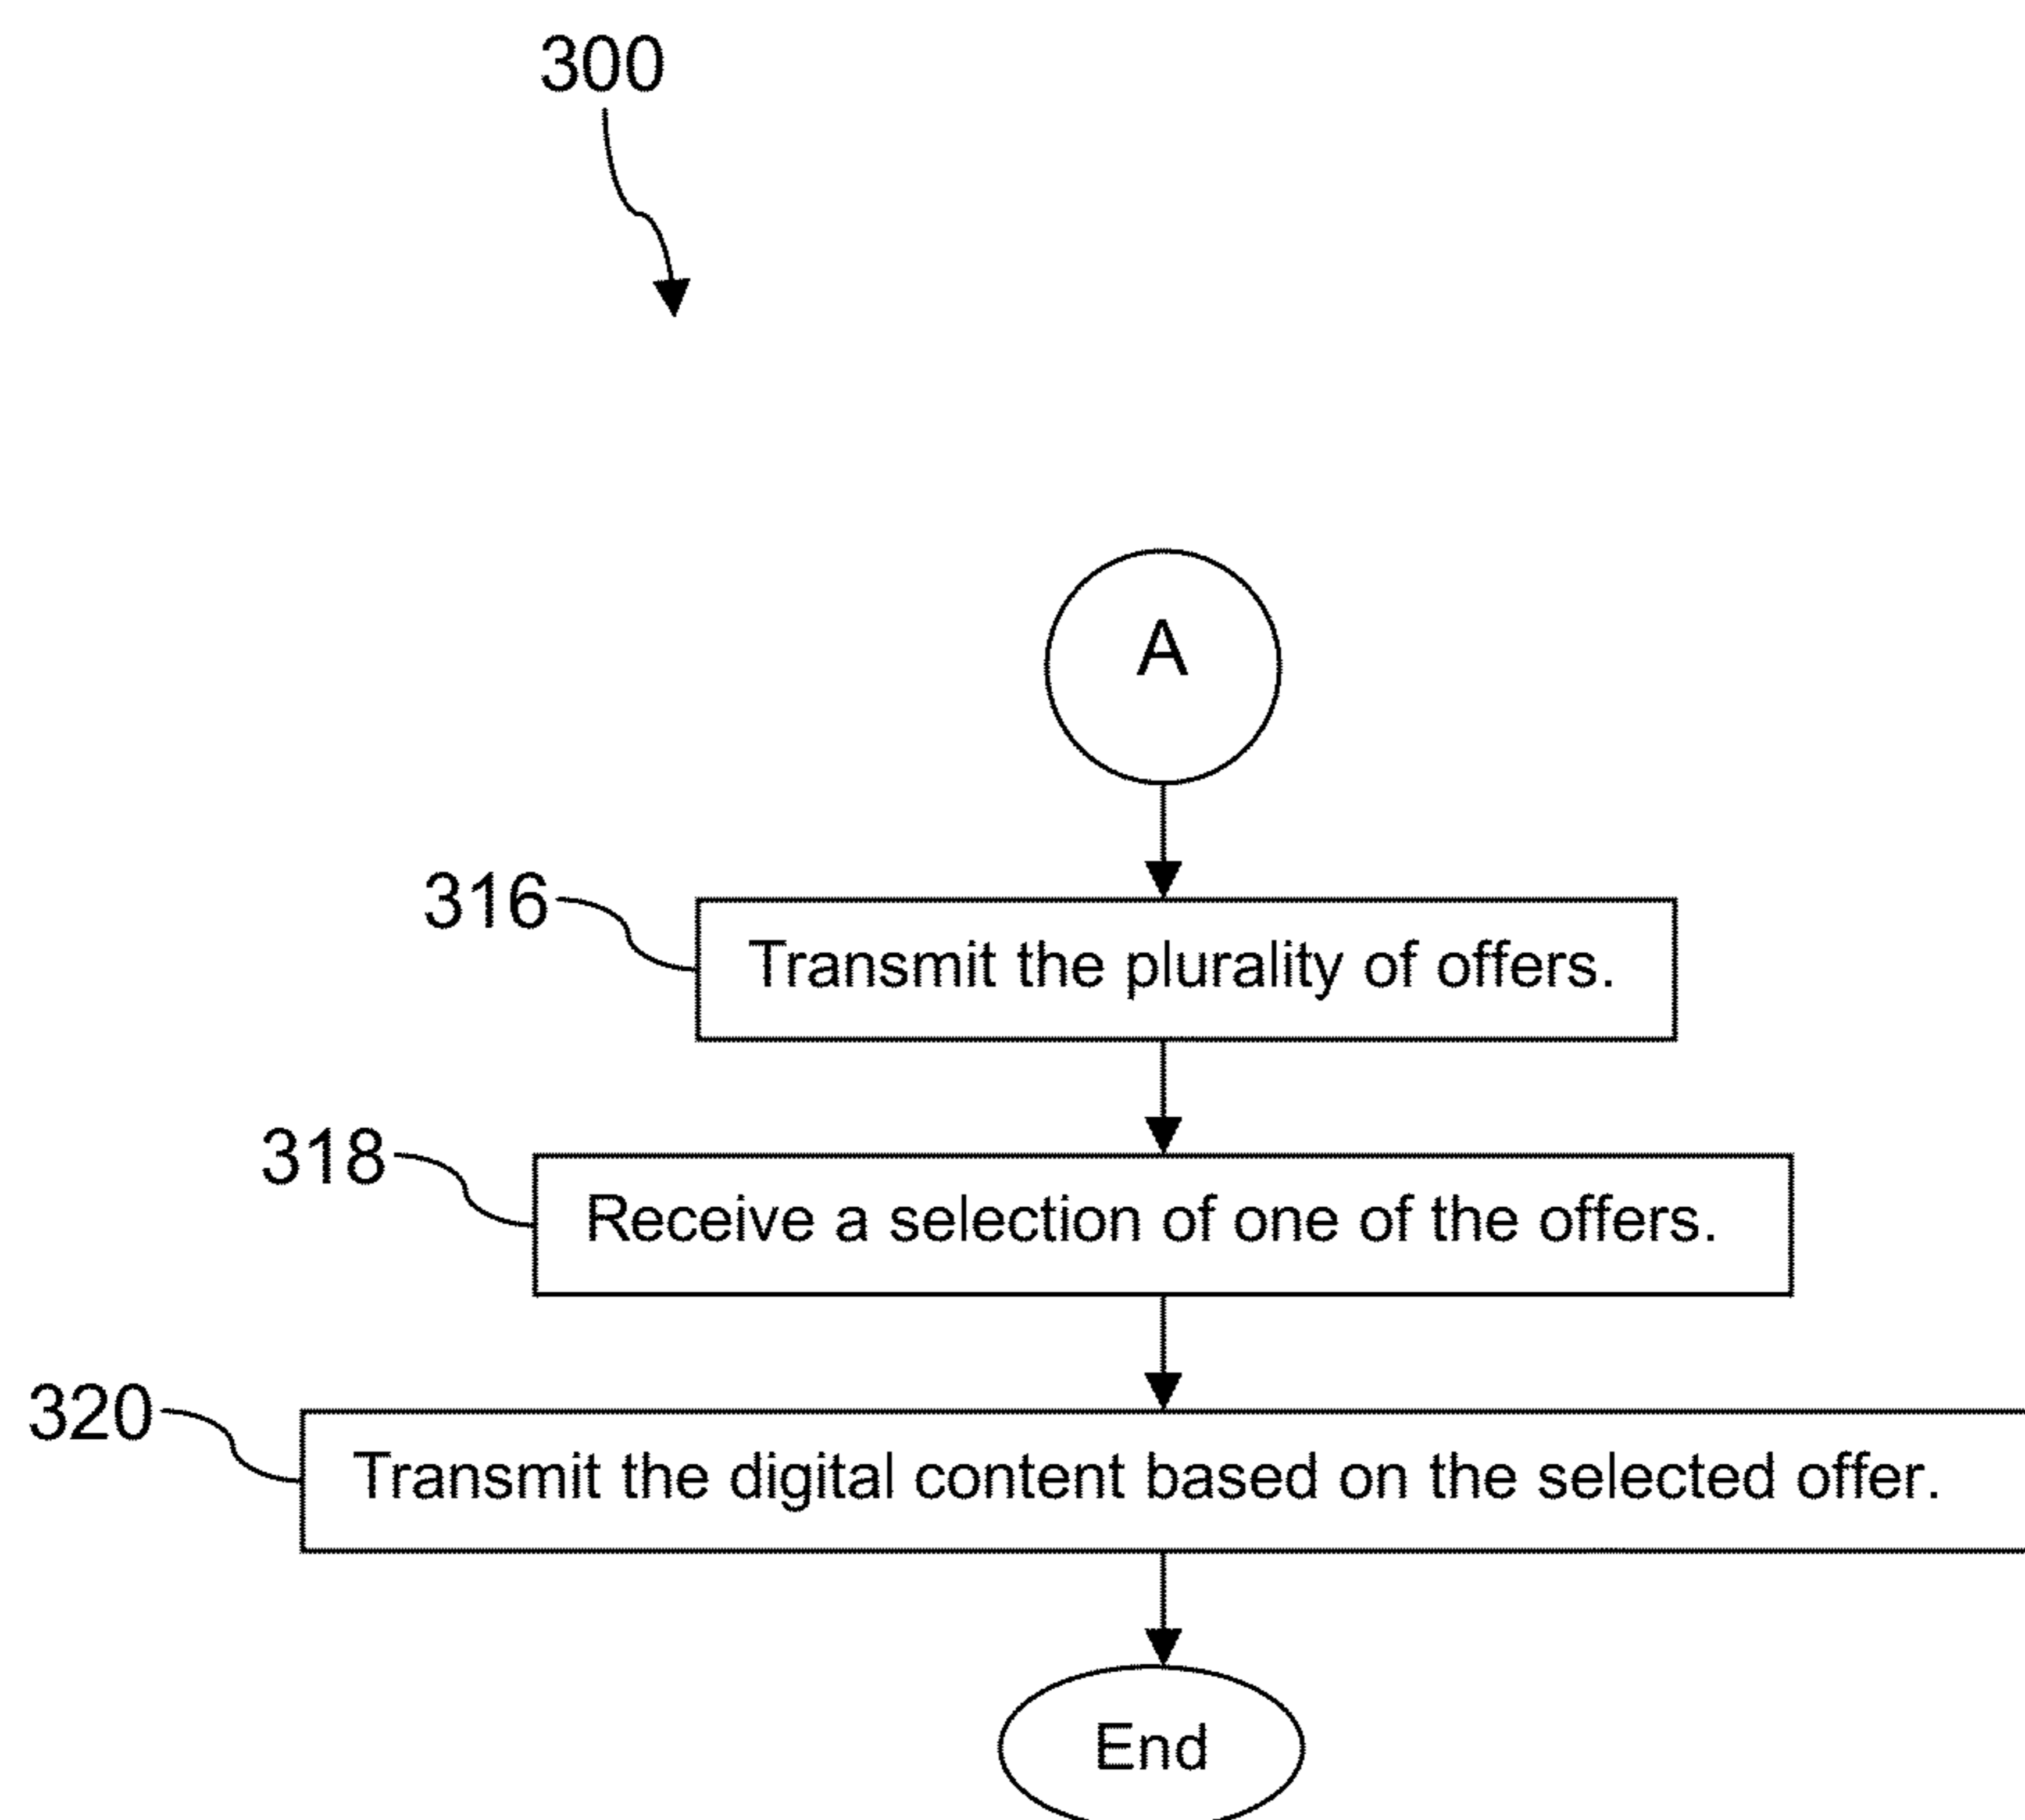 300
A
316
Transmit the plurality of offers.
318
Receive a selection of one of the offers.
320
Transmit the digital content based on the selected offer.
End